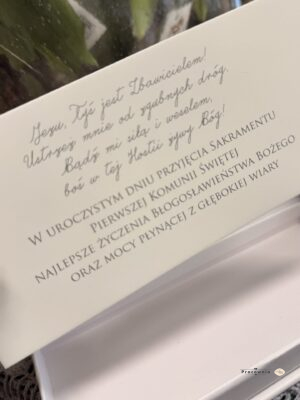 Jezu, Tyś jest Zbawicielem!
Ustrzeż mnie od zgubnych dróg,
Bądź mi siłą i weselem,
boś w tej Hostii żywy Bóg!
W UROCZYSTYM DNIU PRZYJĘCIA SAKRAMENTU
PIERWSZEJ KOMUNII ŚWIĘTEJ
NAJLEPSZE ŻYCZENIA BŁOGOSŁAWIEŃSTWA BOŻEGO
ORAZ MOCY PŁYNĄCEJ Z GŁĘBOKIEJ WIARY